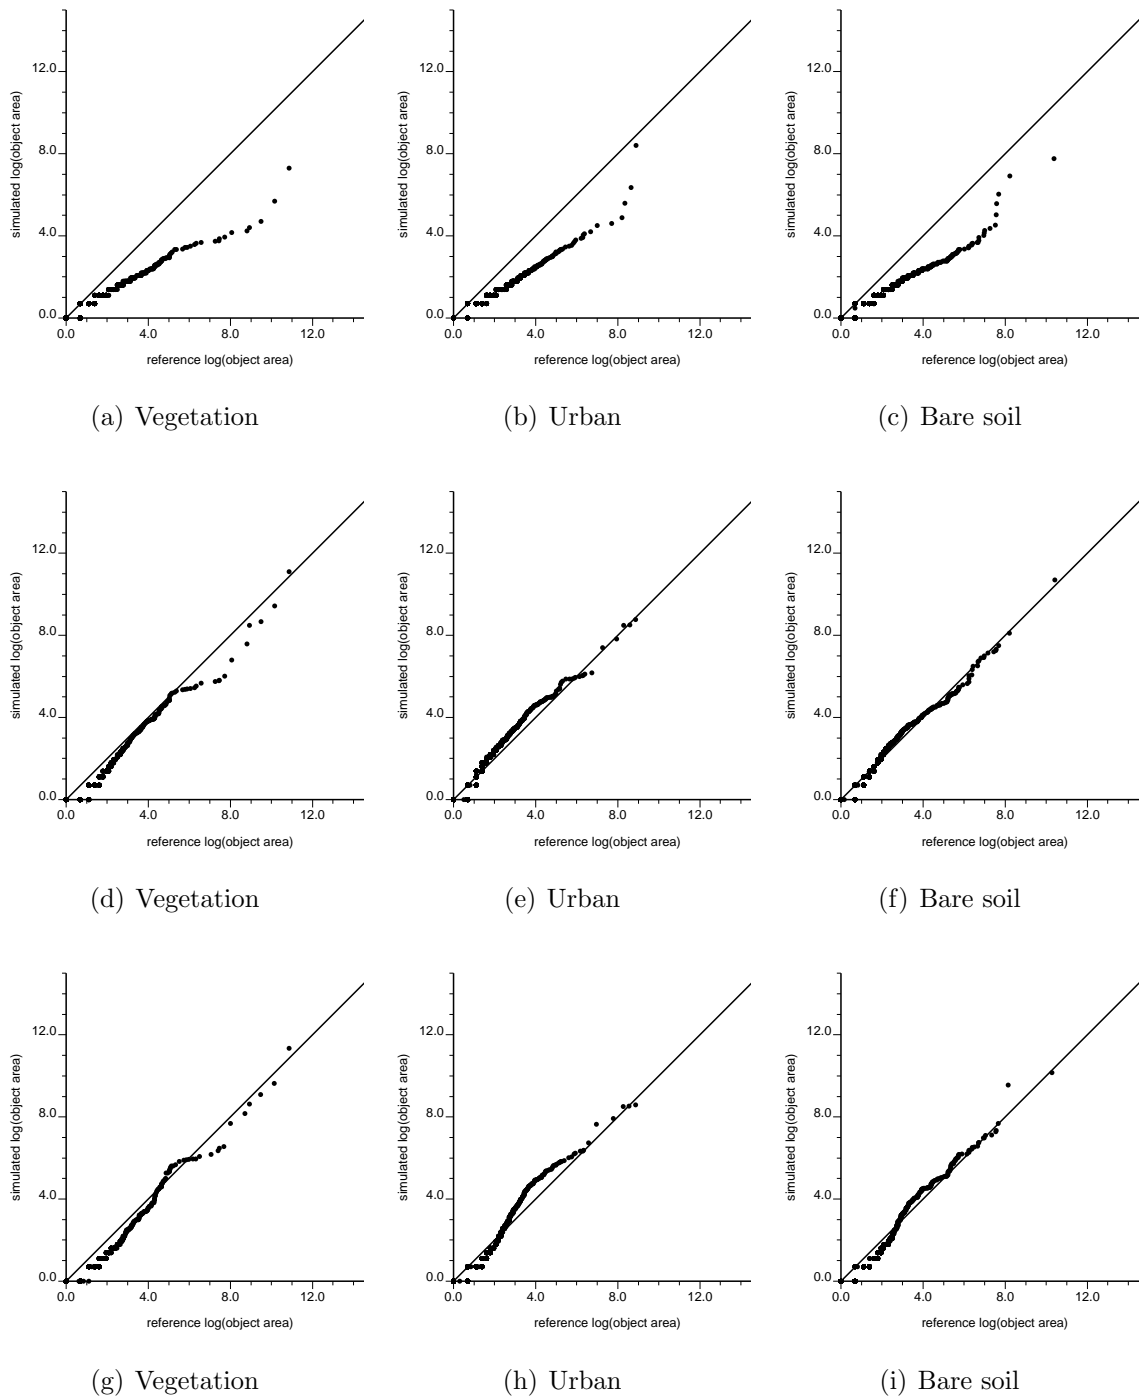 simulated log(object area)
12.0
8.0
4.0
0.0
0.0 4.0 8.0 12.0
reference log(object area)
(a) Vegetation
simulated log(object area)
12.0
8.0
4.0
0.0
0.0 4.0 8.0 12.0
reference log(object area)
(b) Urban
simulated log(object area)
12.0
8.0
4.0
0.0
0.0 4.0 8.0 12.0
reference log(object area)
(c) Bare soil
simulated log(object area)
12.0
8.0
4.0
0.0
0.0 4.0 8.0 12.0
reference log(object area)
(d) Vegetation
simulated log(object area)
12.0
8.0
4.0
0.0
0.0 4.0 8.0 12.0
reference log(object area)
(e) Urban
simulated log(object area)
12.0
8.0
4.0
0.0
0.0 4.0 8.0 12.0
reference log(object area)
(f) Bare soil
simulated log(object area)
12.0
8.0
4.0
0.0
0.0 4.0 8.0 12.0
reference log(object area)
(g) Vegetation
simulated log(object area)
12.0
8.0
4.0
0.0
0.0 4.0 8.0 12.0
reference log(object area)
(h) Urban
simulated log(object area)
12.0
8.0
4.0
0.0
0.0 4.0 8.0 12.0
reference log(object area)
(i) Bare soil